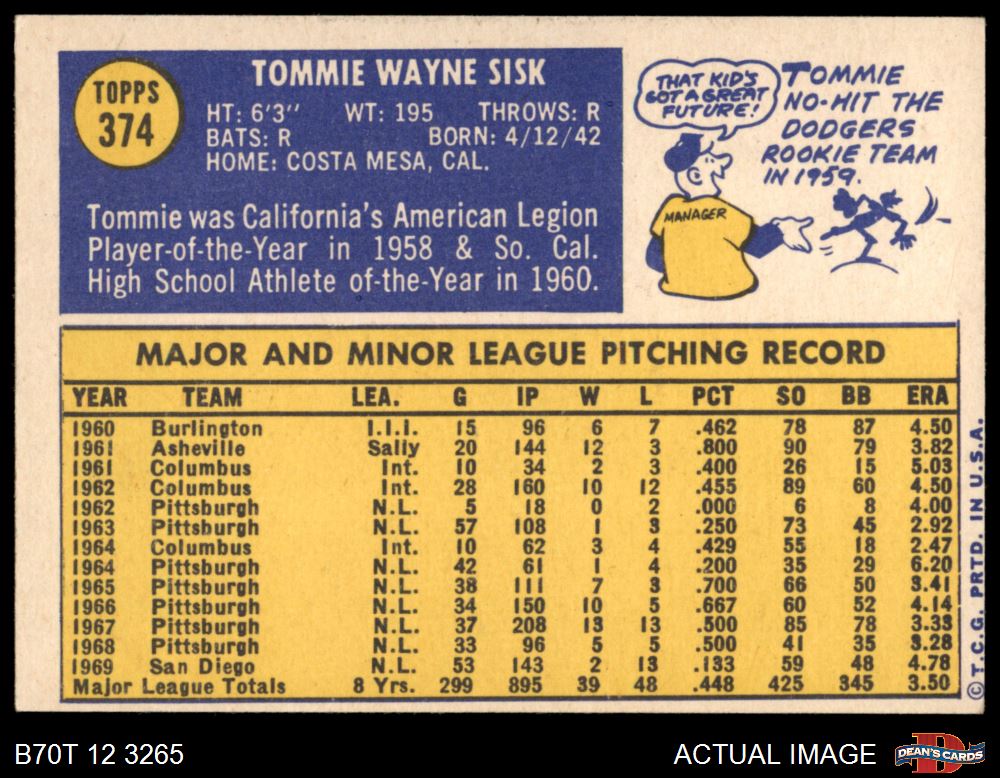 TOPPS
374
TOMMIE WAYNE SISK
HT: 6'3" WT: 195 THROWS: R
BATS: R BORN: 4/12/42
HOME: COSTA MESA, CAL.
Tommie was California's American Legion
Player-of-the-Year in 1958 & So. Cal.
High School Athlete of-the-Year in 1960.
THAT KID'S
GOT A GREAT
FUTURE!
MANAGER
TOMMIE
NO-HIT THE
DODGERS
ROOKIE TEAM
IN 1959.
MAJOR AND MINOR LEAGUE PITCHING RECORD
YEAR TEAM LEA. G IP W L PCT SO BB ERA
1960 Burlington I.I.I. 15 96 6 7 .462 78 87 4.50
1961 Asheville Sally 20 144 12 3 .800 90 79 3.82
1961 Columbus Int. 10 34 2 3 .400 26 15 5.03
1962 Columbus Int. 28 160 10 12 .455 89 60 4.50
1962 Pittsburgh N.L. 5 18 0 2 .000 6 8 4.00
1963 Pittsburgh N.L. 57 108 1 3 .250 73 45 2.92
1964 Columbus Int. 10 62 3 4 .429 55 18 2.47
1964 Pittsburgh N.L. 42 61 1 4 .200 35 29 6.20
1965 Pittsburgh N.L. 38 111 7 3 .700 66 50 3.41
1966 Pittsburgh N.L. 34 150 10 5 .667 60 52 4.14
1967 Pittsburgh N.L. 37 208 13 13 .500 85 78 3.33
1968 Pittsburgh N.L. 33 96 5 5 .500 41 35 3.28
1969 San Diego N.L. 53 143 2 13 .133 59 48 4.78
Major League Totals 8 Yrs. 299 895 39 48 .448 425 345 3.50
© T.C.G. PRTD. IN U.S.A.
B70T 12 3265
ACTUAL IMAGE
D
DEAN'S CARDS